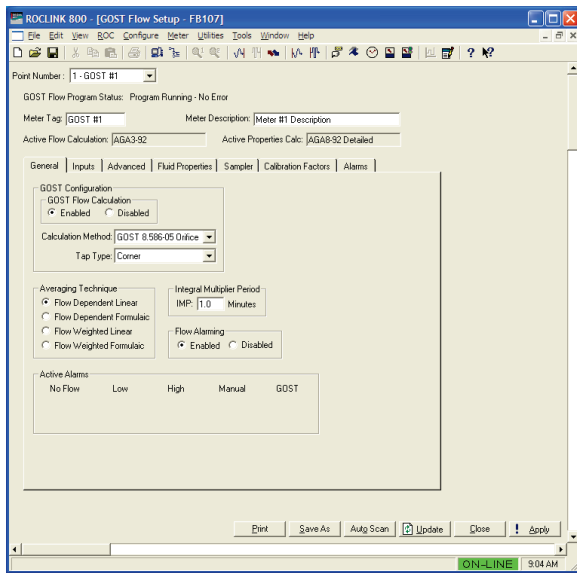 ROCLINK 800 - [GOST Flow Setup - FB107]
File Edit View ROC Configure Meter Utilities Tools Window Help
Point Number : 1 - GOST #1
GOST Flow Program Status: Program Running - No Error
Meter Tag: GOST #1 Meter Description: Meter #1 Description
Active Flow Calculation: AGA3-92 Active Properties Calc: AGA8-92 Detailed
General Inputs Advanced Fluid Properties Sampler Calibration Factors Alarms
GOST Configuration
GOST Flow Calculation
Enabled Disabled
Calculation Method: GOST 8.586-05 Orifice
Tap Type: Corner
Averaging Technique Integral Multiplier Period
Flow Dependent Linear IMP: 1.0 Minutes
Flow Dependent Formulaic
Flow Weighted Linear Flow Alarming
Flow Weighted Formulaic Enabled Disabled
Active Alarms
No Flow Low High Manual GOST
Print Save As Auto Scan Update Close ! Apply
ON-LINE 9:04 AM